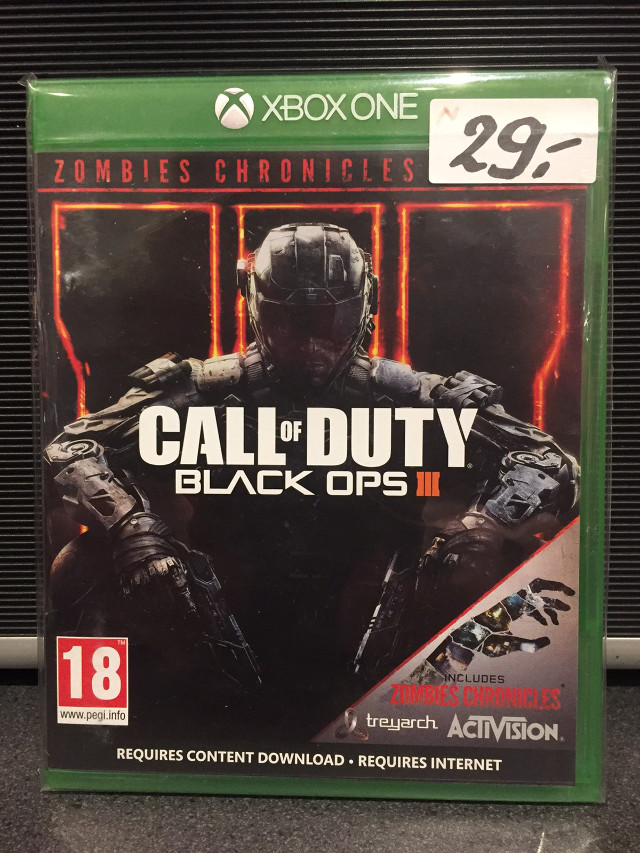 XBOX ONE
29,-
ZOMBIES CHRONICLES
CALL OF DUTY
BLACK OPS III
18
www.pegi.info
INCLUDES
ZOMBIES CHRONICLES
treyarch ACTIVISION
REQUIRES CONTENT DOWNLOAD • REQUIRES INTERNET